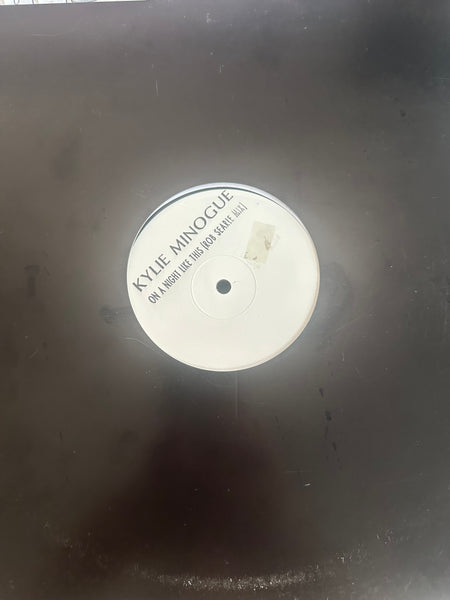 KYLIE MINOGUE
ON A NIGHT LIKE THIS (ROB SEARLE MIX)